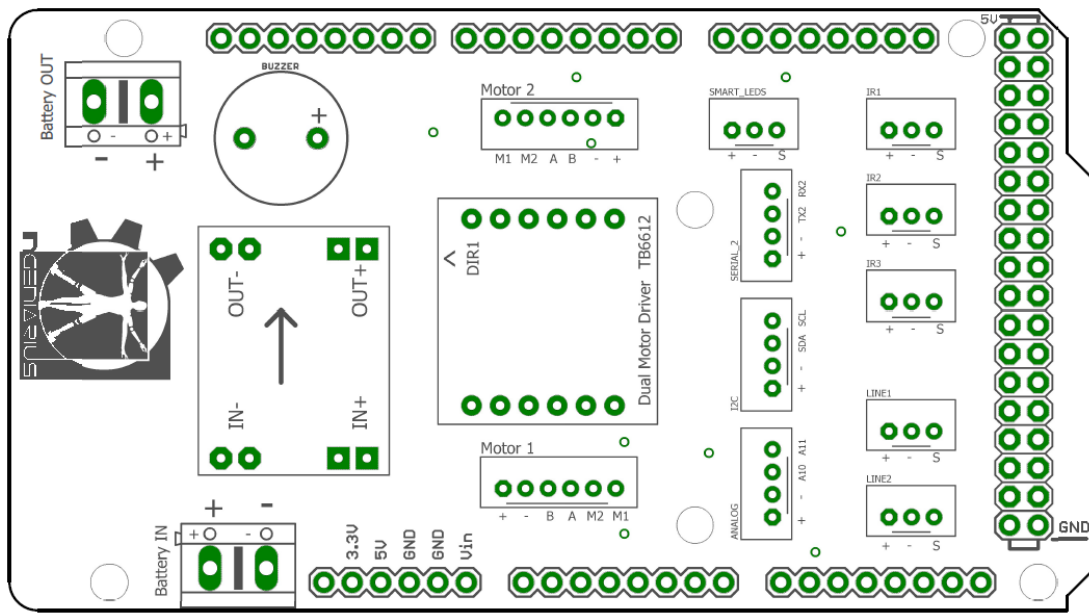 5V
Battery OUT
- +
- +
BUZZER
+
Motor 2
M1 M2 A B - +
SMART_LEDS
+ - S
IR1
+ - S
IR2
+ - S
IR3
+ - S
SERIAL_2
+ - TX2 RX2
I2C
+ - SDA SCL
ANALOG
+ - A10 A11
LINE1
+ - S
LINE2
+ - S
OUT- OUT+
IN- IN+
DIR1
Dual Motor Driver TB6612
Motor 1
+ - B A M2 M1
Battery IN
+ -
+ -
3.3V
5V
GND
GND
Vin
GND